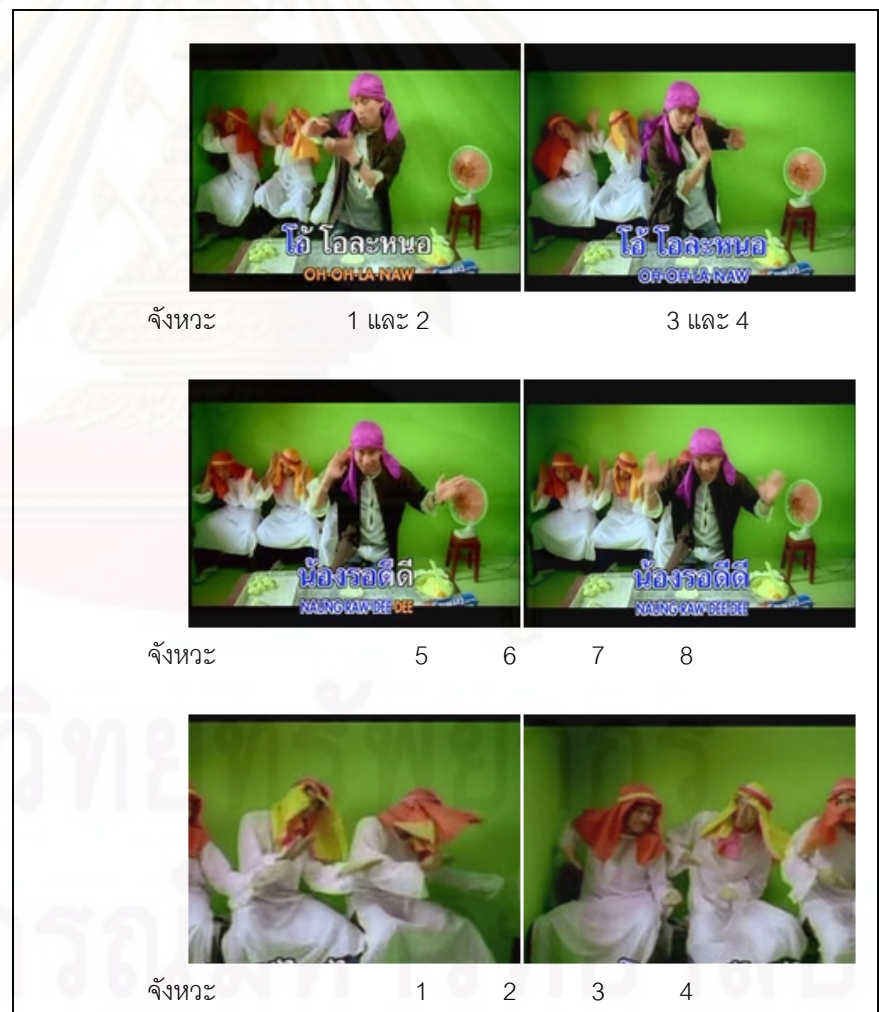 โอ้ โอละหนอ โอ้ โอละหนอ
OH-OH-LA-NAW OH-OH-LA-NAW
จังหวะ 1 และ 2 3 และ 4
น้องรอดีดี น้องรอดีดี
NAUNG RAW DEE DEE NAUNG RAW DEE DEE
จังหวะ 5 6 7 8
จังหวะ 1 2 3 4